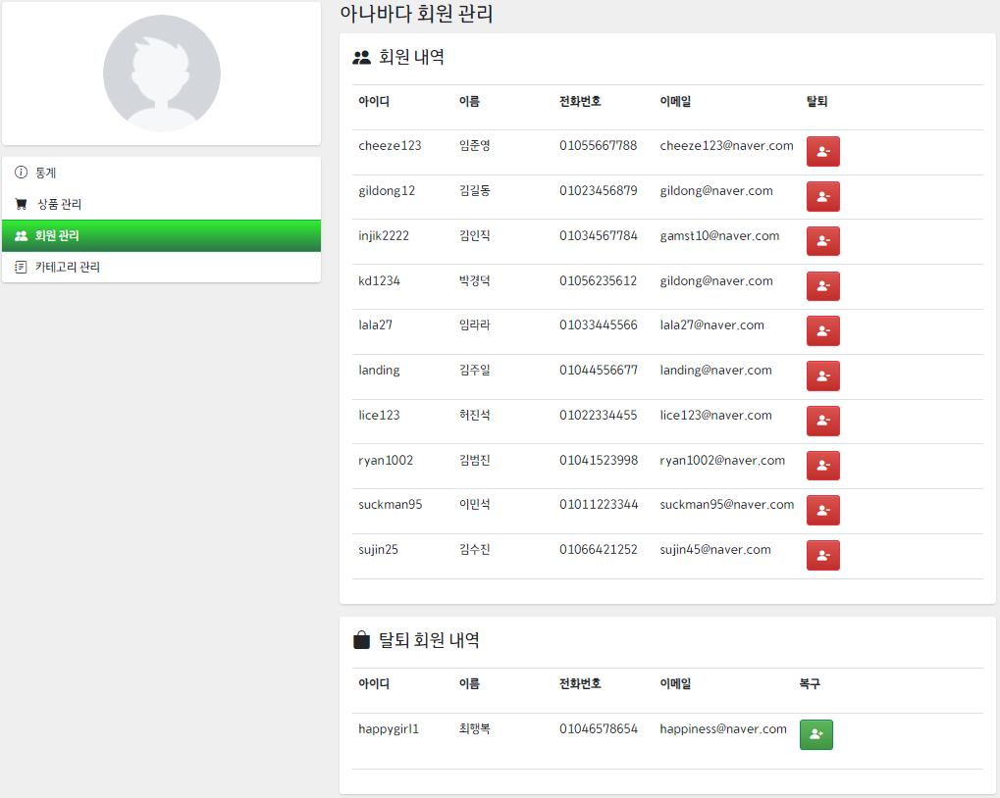 통계
상품 관리
회원 관리
카테고리 관리
아나바다 회원 관리
회원 내역
아이디 이름 전화번호 이메일 탈퇴
cheeze123 임준영 01055667788 cheeze123@naver.com
gildong12 김길동 01023456879 gildong@naver.com
injik2222 김인직 01034567784 gamst10@naver.com
kd1234 박경덕 01056235612 gildong@naver.com
lala27 임라라 01033445566 lala27@naver.com
landing 김주일 01044556677 landing@naver.com
lice123 허진석 01022334455 lice123@naver.com
ryan1002 김범진 01041523998 ryan1002@naver.com
suckman95 이민석 01011223344 suckman95@naver.com
sujin25 김수진 01066421252 sujin45@naver.com
탈퇴 회원 내역
아이디 이름 전화번호 이메일 복구
happygirl1 최행복 01046578654 happiness@naver.com